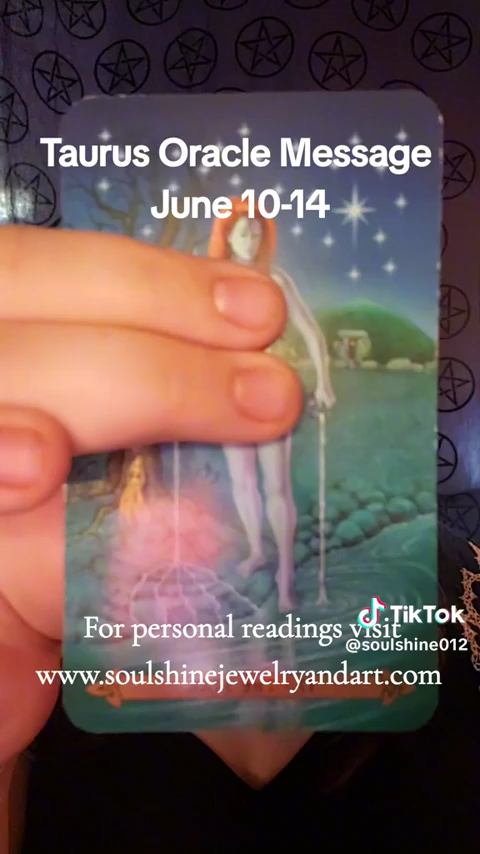 Taurus Oracle Message
June 10-14
For personal readings visit
TikTok
@soulshine012
www.soulshinejewelryandart.com